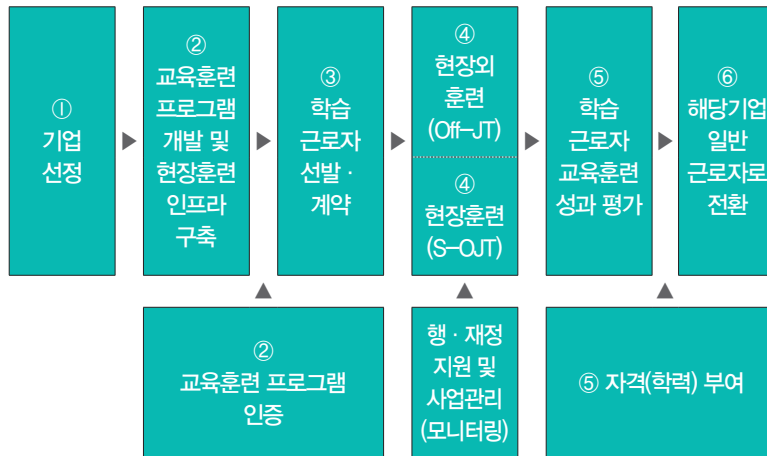 ①
기업
선정
②
교육훈련
프로그램
개발 및
현장훈련
인프라
구축
③
학습
근로자
선발 ·
계약
④
현장외
훈련
(Off-JT)
④
현장훈련
(S-OJT)
⑤
학습
근로자
교육훈련
성과 평가
⑥
해당기업
일반
근로자로
전환
②
교육훈련 프로그램
인증
행 · 재정
지원 및
사업관리
(모니터링)
⑤ 자격(학력) 부여